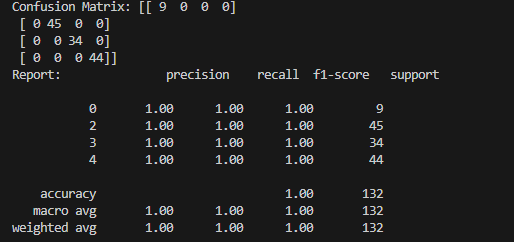 Confusion Matrix: [[ 9  0  0  0]
 [ 0 45  0  0]
 [ 0  0 34  0]
 [ 0  0  0 44]]
Report:               precision    recall  f1-score   support

           0       1.00      1.00      1.00         9
           2       1.00      1.00      1.00        45
           3       1.00      1.00      1.00        34
           4       1.00      1.00      1.00        44

    accuracy                           1.00       132
   macro avg       1.00      1.00      1.00       132
weighted avg       1.00      1.00      1.00       132